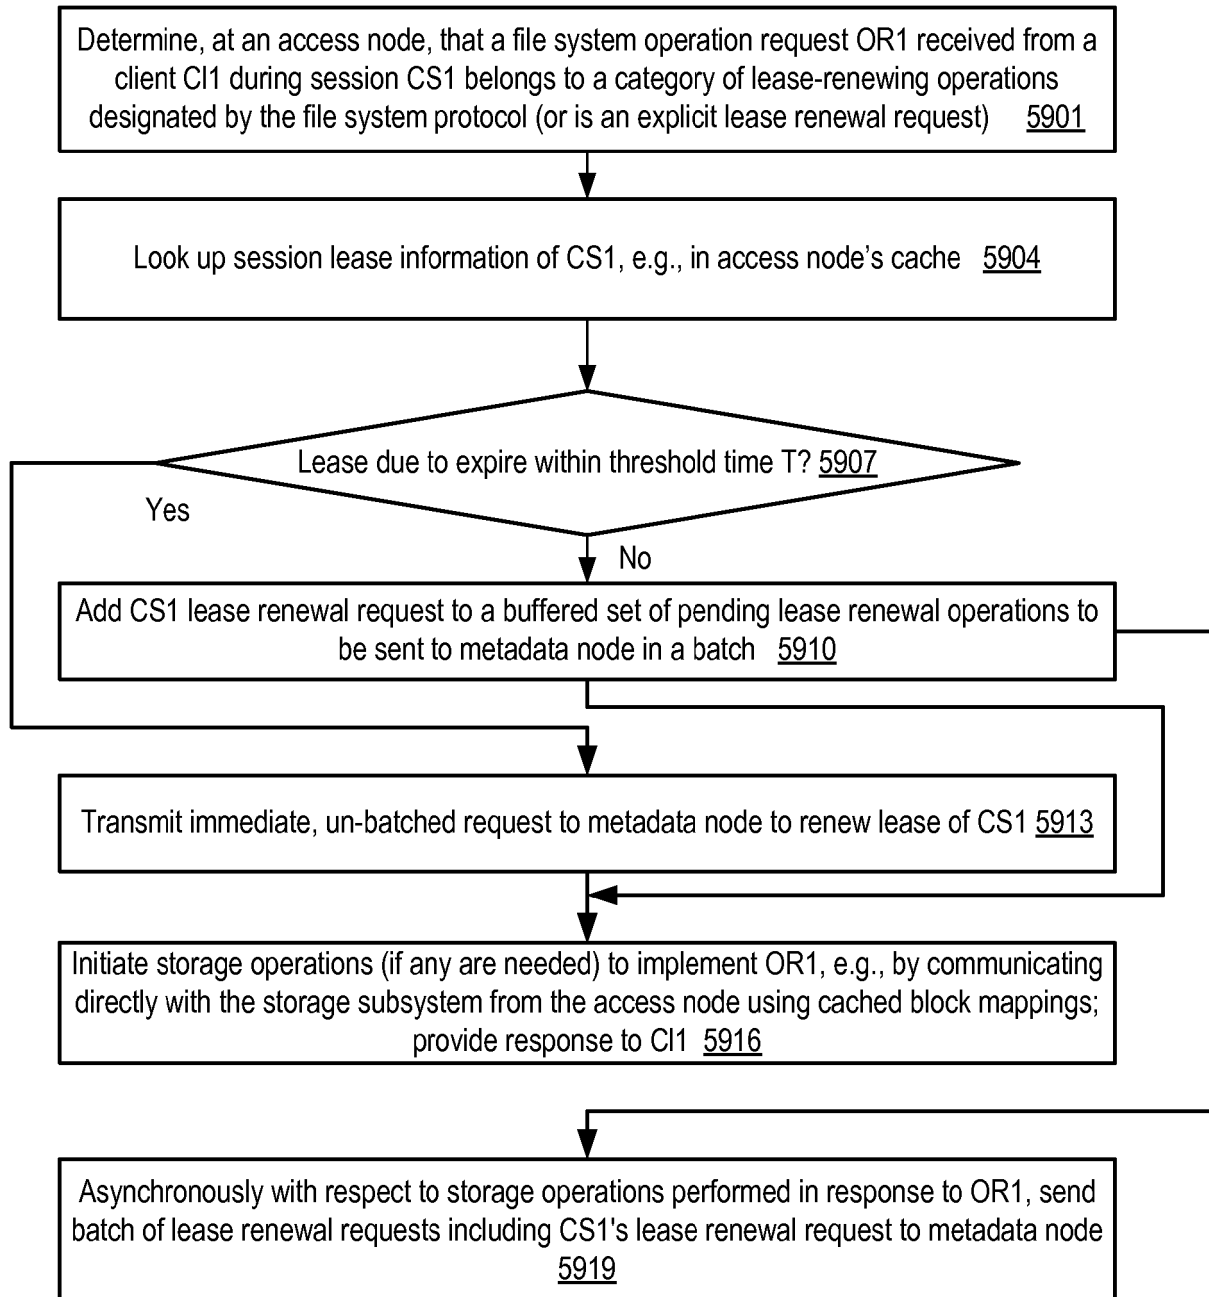 Determine, at an access node, that a file system operation request OR1 received from a
client Cl1 during session CS1 belongs to a category of lease-renewing operations
designated by the file system protocol (or is an explicit lease renewal request) 5901
Look up session lease information of CS1, e.g., in access node's cache 5904
Lease due to expire within threshold time T? 5907
Yes
No
Add CS1 lease renewal request to a buffered set of pending lease renewal operations to
be sent to metadata node in a batch 5910
Transmit immediate, un-batched request to metadata node to renew lease of CS1 5913
Initiate storage operations (if any are needed) to implement OR1, e.g., by communicating
directly with the storage subsystem from the access node using cached block mappings;
provide response to Cl1 5916
Asynchronously with respect to storage operations performed in response to OR1, send
batch of lease renewal requests including CS1's lease renewal request to metadata node
5919